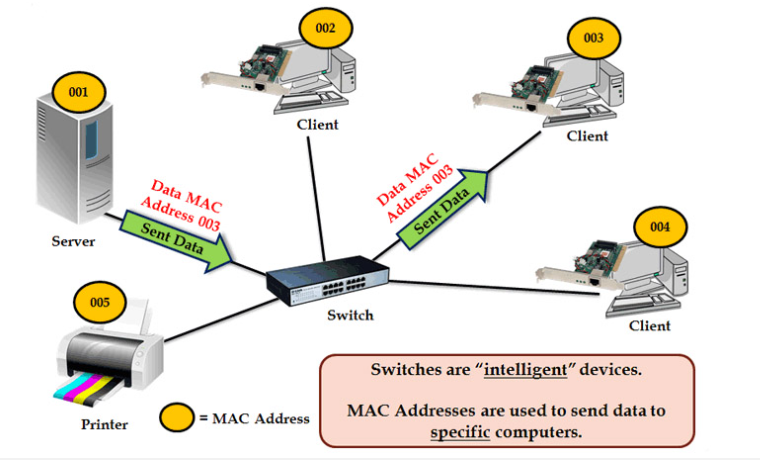 002
003
001
Client
Client
Data MAC
Address 003
Sent Data
Data MAC
Address 003
Sent Data
Server
004
005
Switch
Client
Printer
= MAC Address
Switches are “intelligent” devices.
MAC Addresses are used to send data to
specific computers.